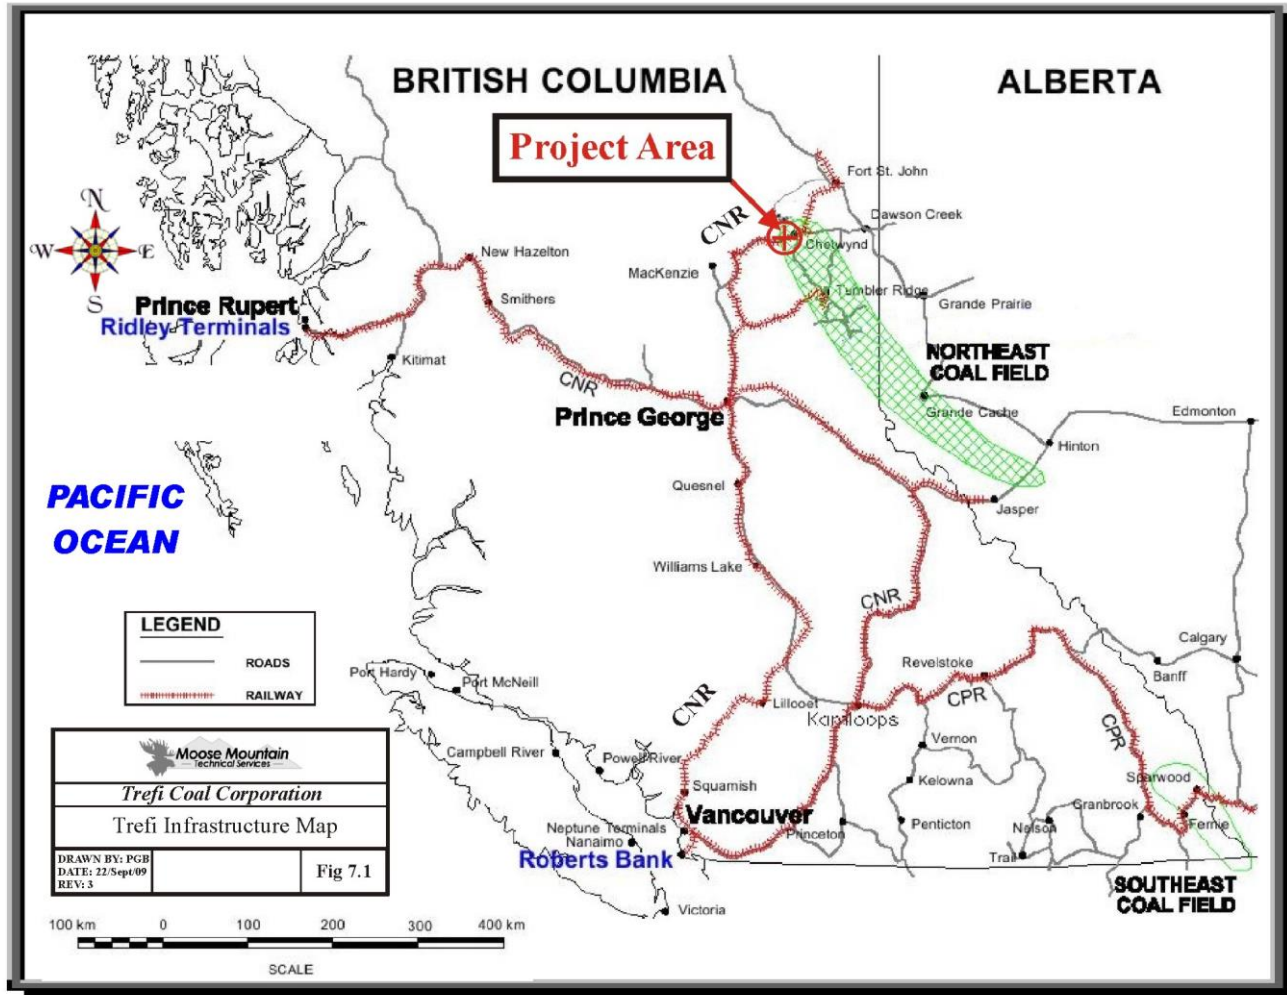 BRITISH COLUMBIA
ALBERTA
Project Area
Fort St. John
CNR
Dawson Creek
Chetwynd
N
W E
S
New Hazelton
MacKenzie
Tumbler Ridge
Grande Prairie
Prince Rupert
Ridley Terminals
Smithers
Kitimat
CNR
NORTHEAST
COAL FIELD
Prince George
Grande Cache
Edmonton
Hinton
PACIFIC
OCEAN
Quesnel
Jasper
Williams Lake
CNR
LEGEND
ROADS
RAILWAY
Port Hardy
Port McNeill
CNR
Lillooet
Kamloops
Revelstoke
CPR
Calgary
Banff
CPR
Moose Mountain
Technical Services
Trefi Coal Corporation
Trefi Infrastructure Map
DRAWN BY: PGB
DATE: 22/Sept/09
REV: 3
Fig 7.1
Campbell River
Powell River
Vernon
Kelowna
Sparwood
Squamish
Vancouver
Neptune Terminals
Nanaimo
Roberts Bank
Princeton
Penticton
Nelson
Trail
Cranbrook
Fernie
SOUTHEAST
COAL FIELD
Victoria
100 km 0 100 200 300 400 km
SCALE